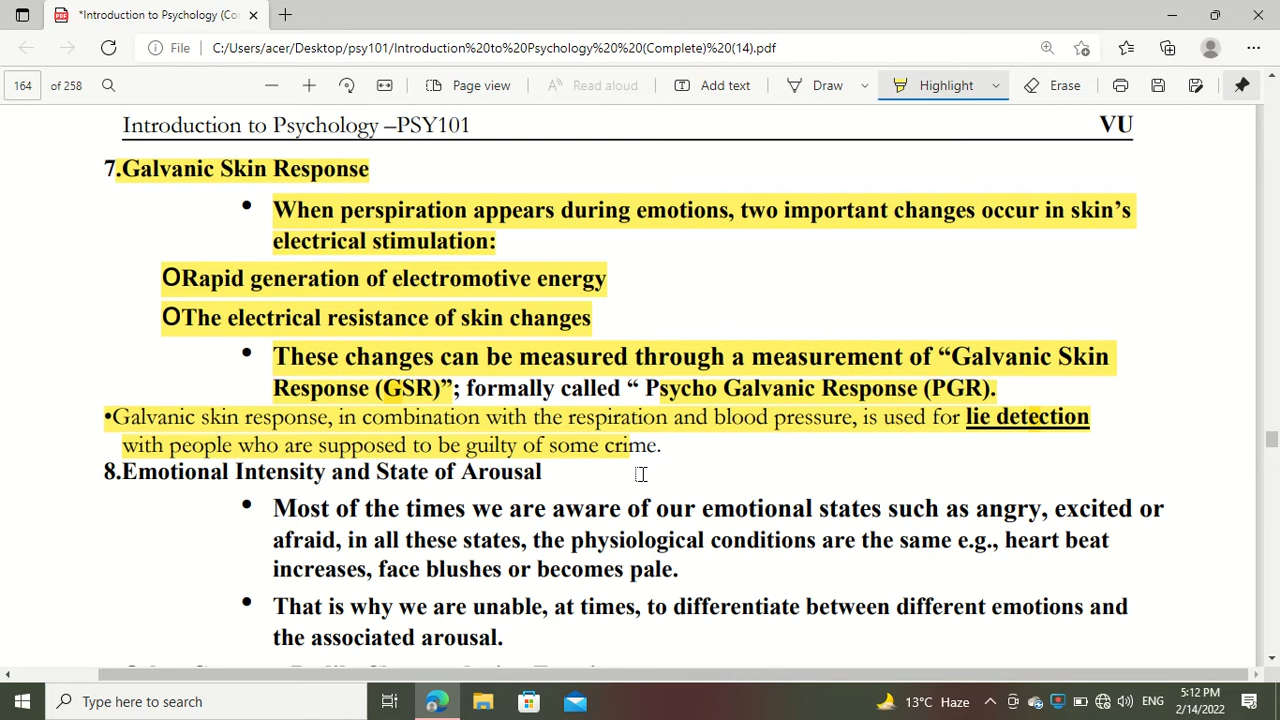 *Introduction to Psychology (Co
File C:/Users/acer/Desktop/psy101/Introduction%20to%20Psychology%20%20(Complete)%20(14).pdf
164 of 258 Page view Read aloud Add text Draw Highlight Erase
Introduction to Psychology –PSY101 VU
7.Galvanic Skin Response
• When perspiration appears during emotions, two important changes occur in skin’s
electrical stimulation:
ORapid generation of electromotive energy
OThe electrical resistance of skin changes
• These changes can be measured through a measurement of “Galvanic Skin
Response (GSR)”; formally called “ Psycho Galvanic Response (PGR).
•Galvanic skin response, in combination with the respiration and blood pressure, is used for lie detection
with people who are supposed to be guilty of some crime.
8.Emotional Intensity and State of Arousal
• Most of the times we are aware of our emotional states such as angry, excited or
afraid, in all these states, the physiological conditions are the same e.g., heart beat
increases, face blushes or becomes pale.
• That is why we are unable, at times, to differentiate between different emotions and
the associated arousal.
Type here to search 13°C Haze ENG 5:12 PM
2/14/2022